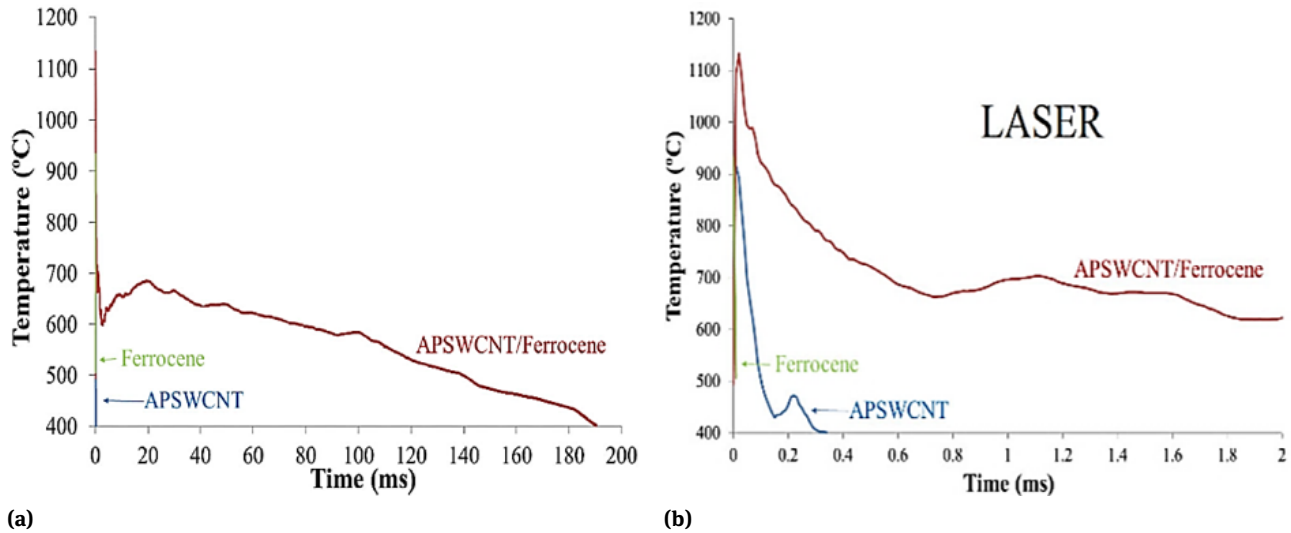 1200
1100
1000
900
800
700
600
500
400
Temperature (°C)
APSWCNT/Ferrocene
Ferrocene
APSWCNT
0 20 40 60 80 100 120 140 160 180 200
Time (ms)
(a)
1200
1100
1000
900
800
700
600
500
400
Temperature (°C)
LASER
APSWCNT/Ferrocene
Ferrocene
APSWCNT
0 0.2 0.4 0.6 0.8 1 1.2 1.4 1.6 1.8 2
Time (ms)
(b)